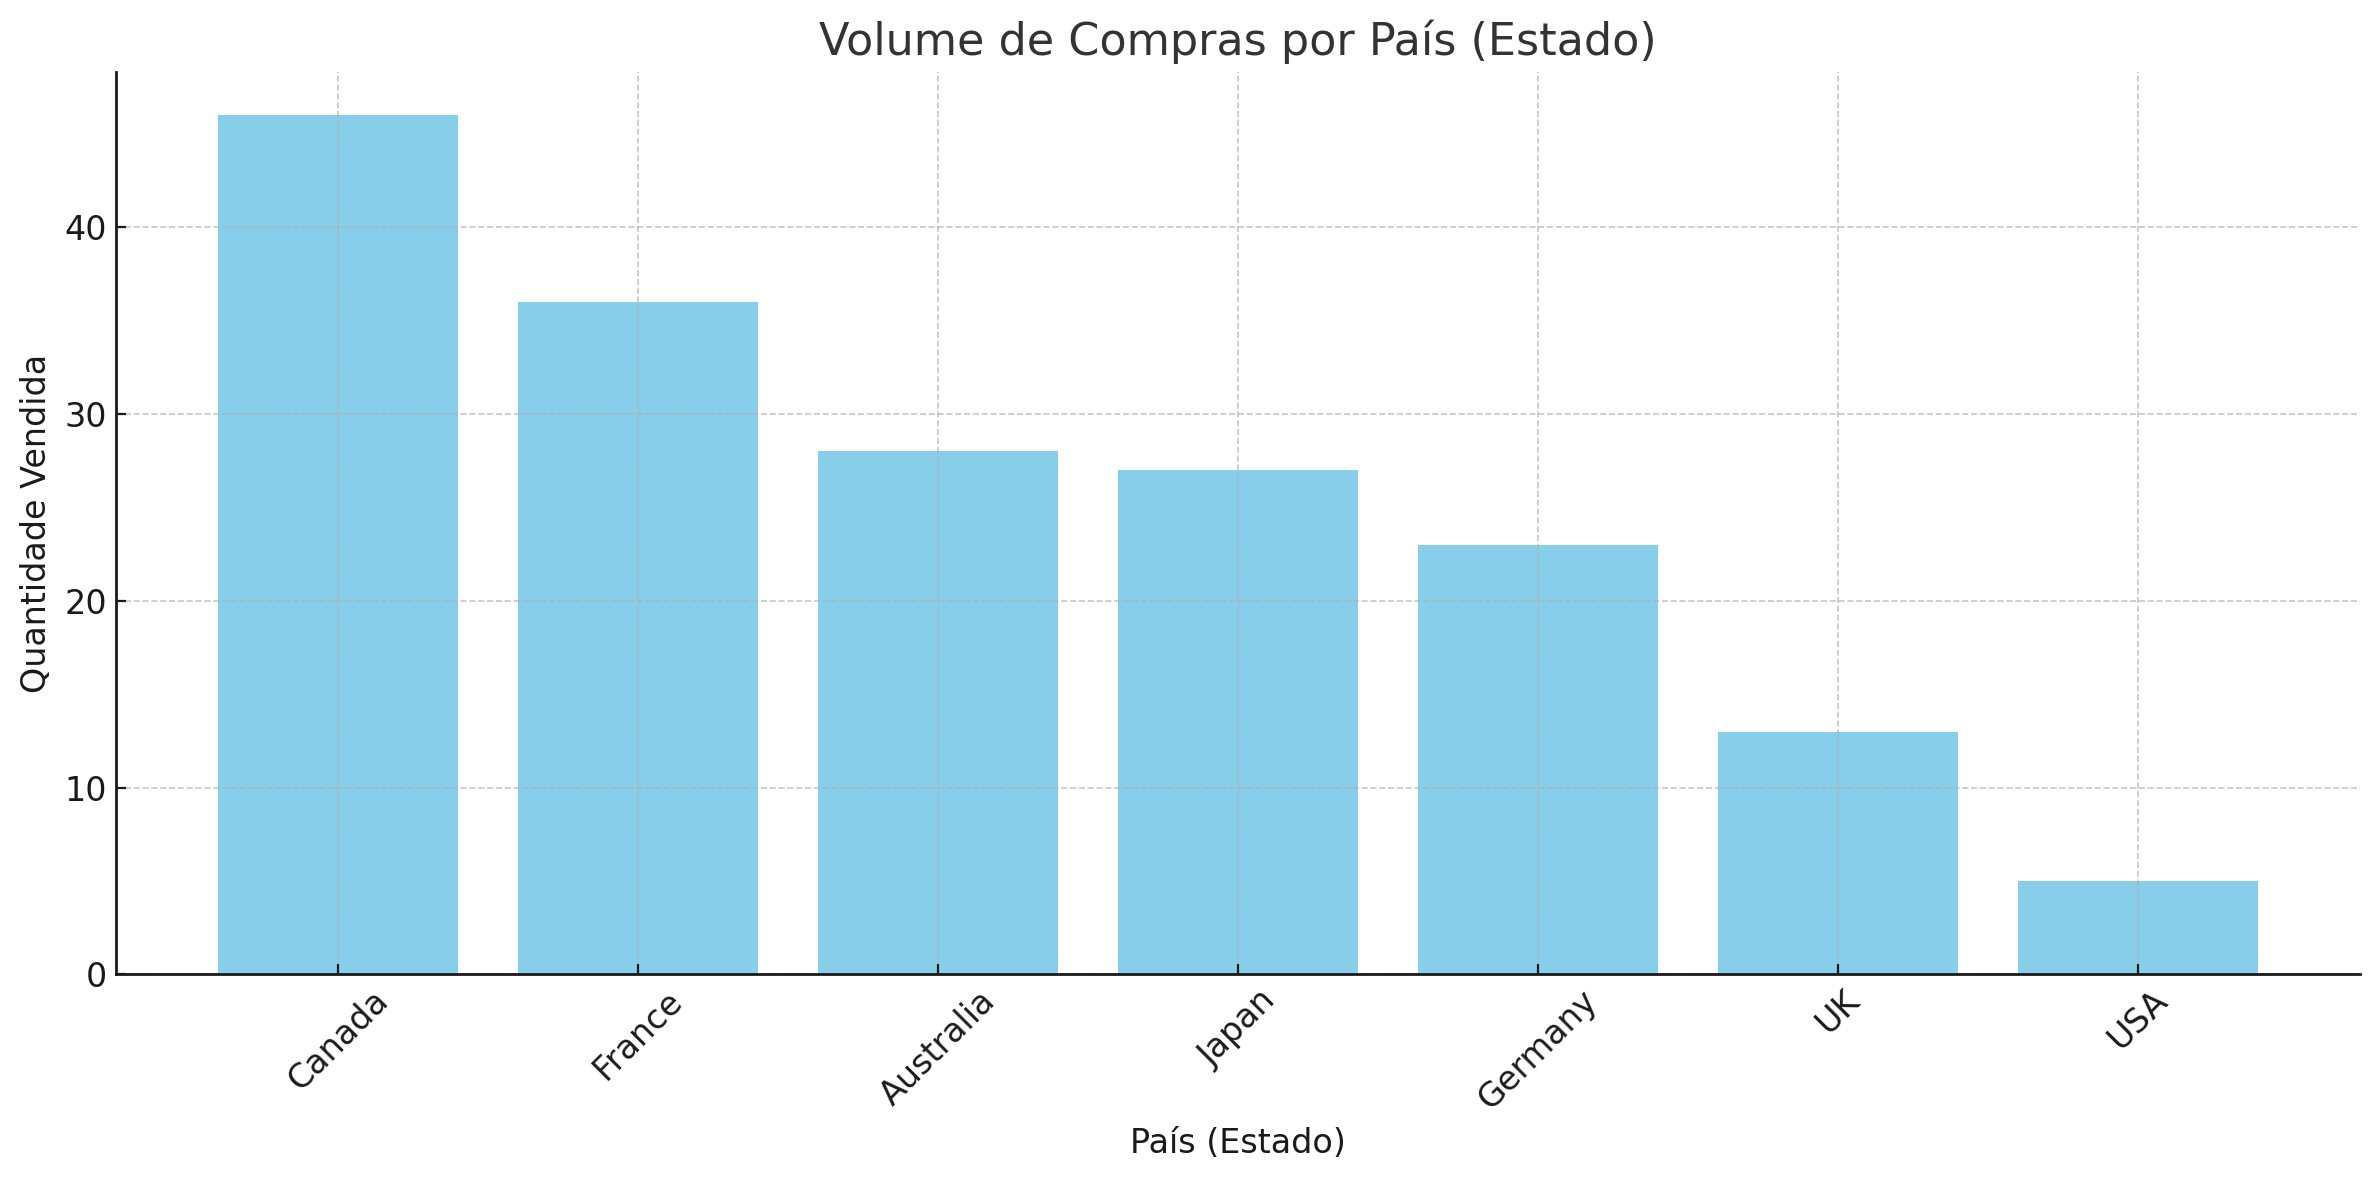 Volume de Compras por País (Estado)
Quantidade Vendida
40
30
20
10
0
Canada
France
Australia
Japan
Germany
UK
USA
País (Estado)